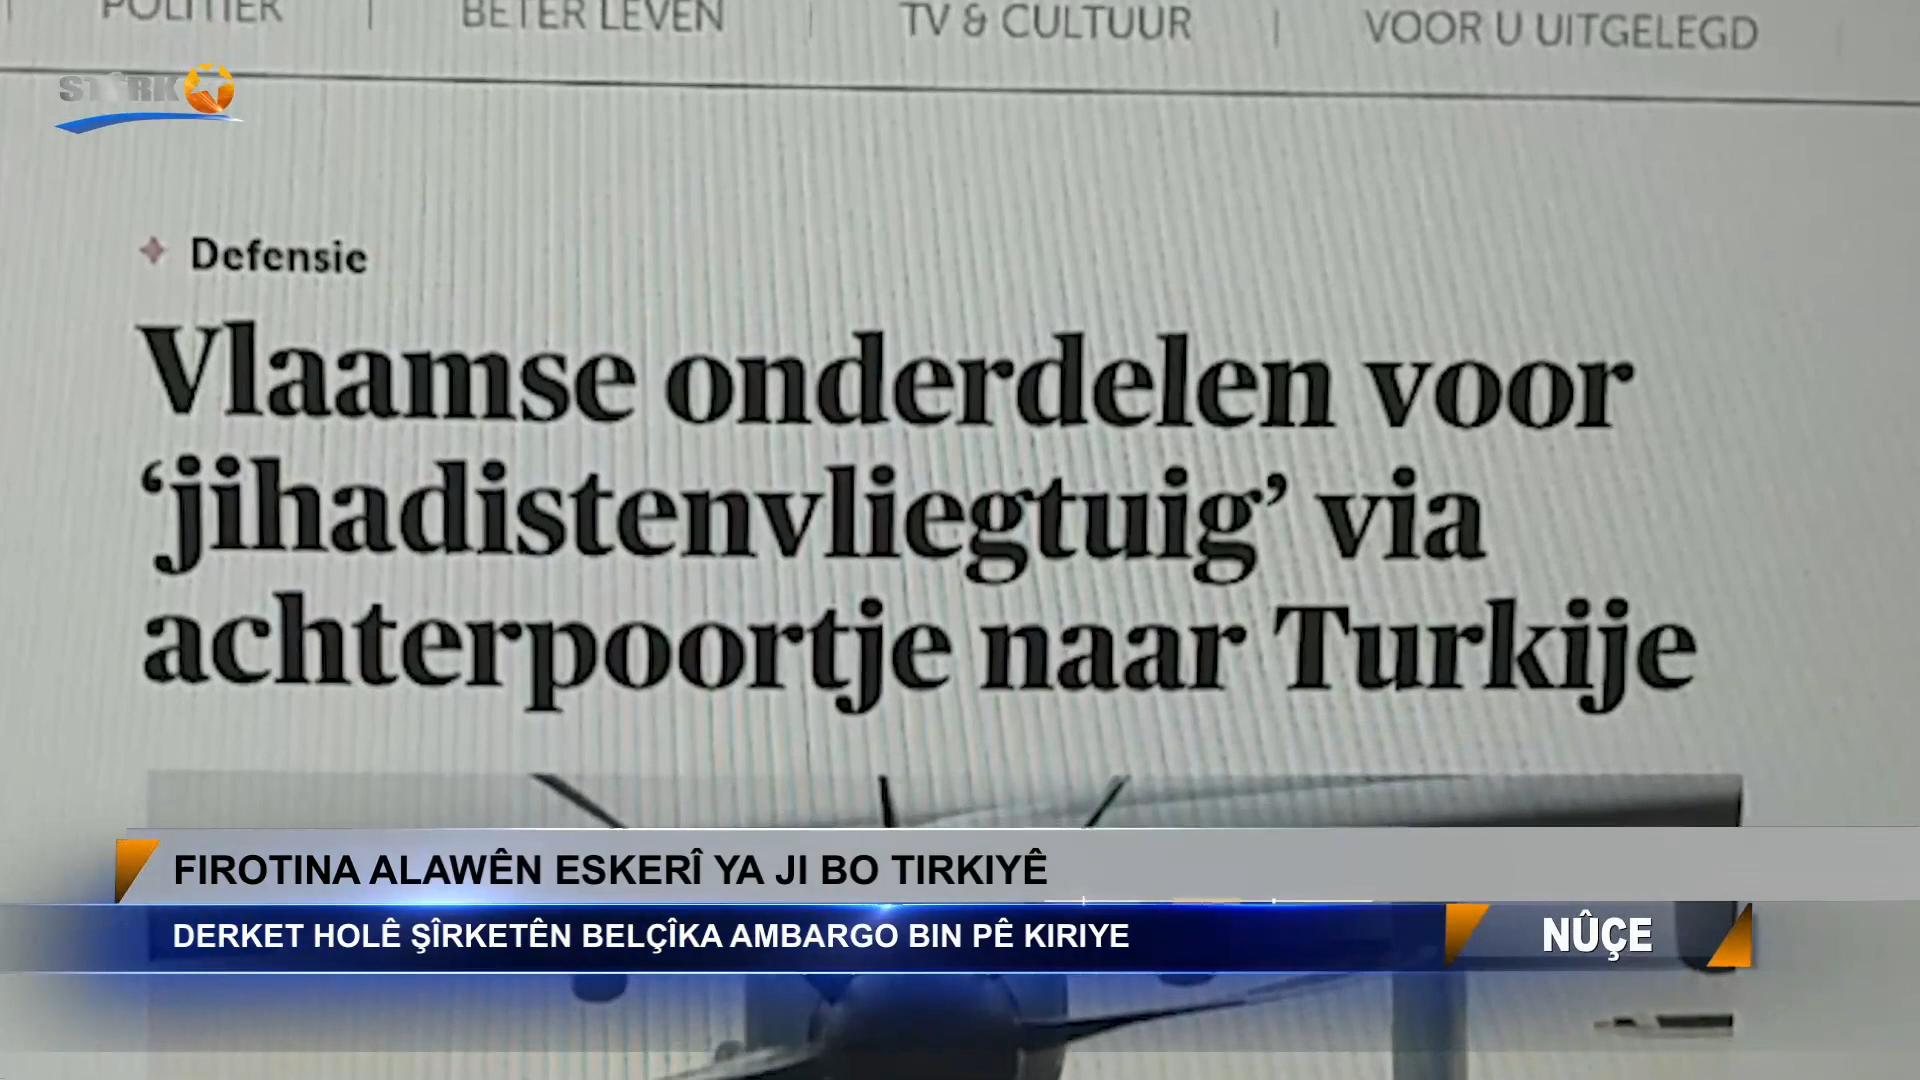 POLITIEK
BETER LEVEN
TV & CULTUUR
VOOR U UITGELEGD
STÊRK
Defensie
Vlaamse onderdelen voor
‘jihadistenvliegtuig’ via
achterpoortje naar Turkije
FIROTINA ALAWÊN ESKERÎ YA JI BO TIRKIYÊ
DERKET HOLÊ ŞÎRKETÊN BELÇÎKA AMBARGO BIN PÊ KIRIYE
NÛÇE